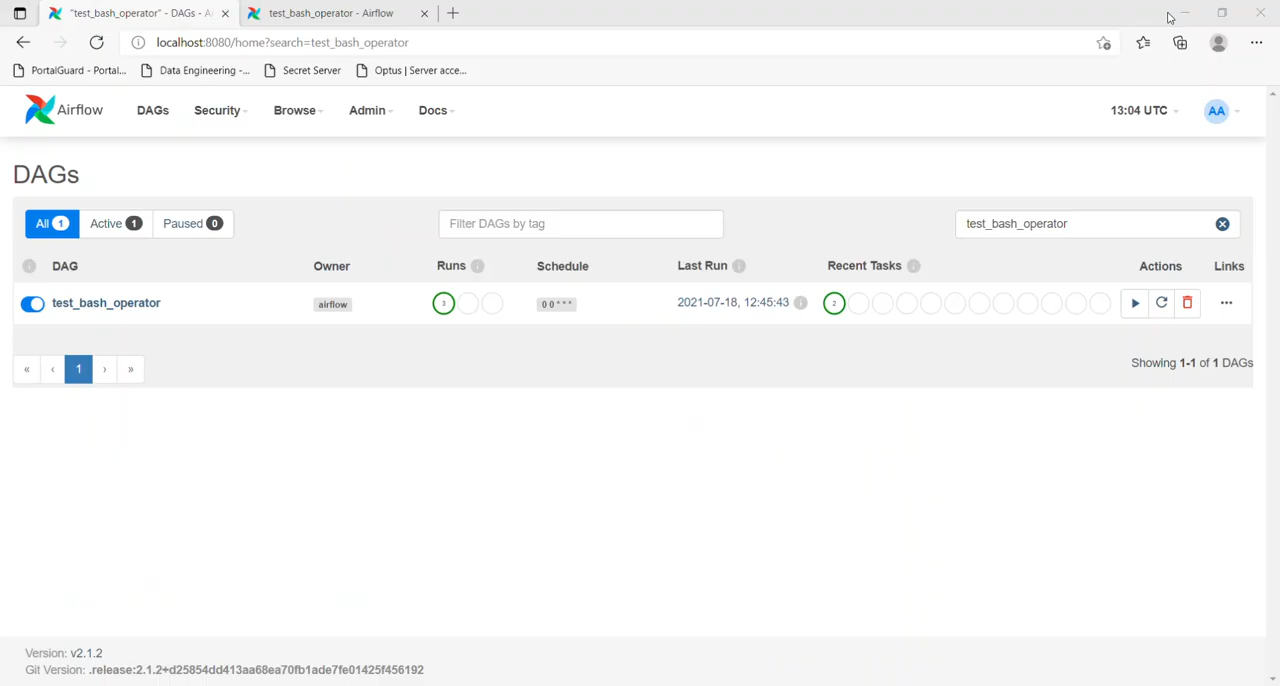 "test_bash_operator" - DAGs - A
test_bash_operator - Airflow
localhost:8080/home?search=test_bash_operator
PortalGuard - Portal...
Data Engineering -...
Secret Server
Optus | Server acce...
Airflow
DAGs
Security
Browse
Admin
Docs
13:04 UTC
AA
DAGs
All 1
Active 1
Paused 0
Filter DAGs by tag
test_bash_operator
DAG
Owner
Runs
Schedule
Last Run
Recent Tasks
Actions
Links
test_bash_operator
airflow
3
0 0 * * *
2021-07-18, 12:45:43
2
« ‹ 1 › »
Showing 1-1 of 1 DAGs
Version: v2.1.2
Git Version: .release:2.1.2+d25854dd413aa68ea70fb1ade7fe01425f456192